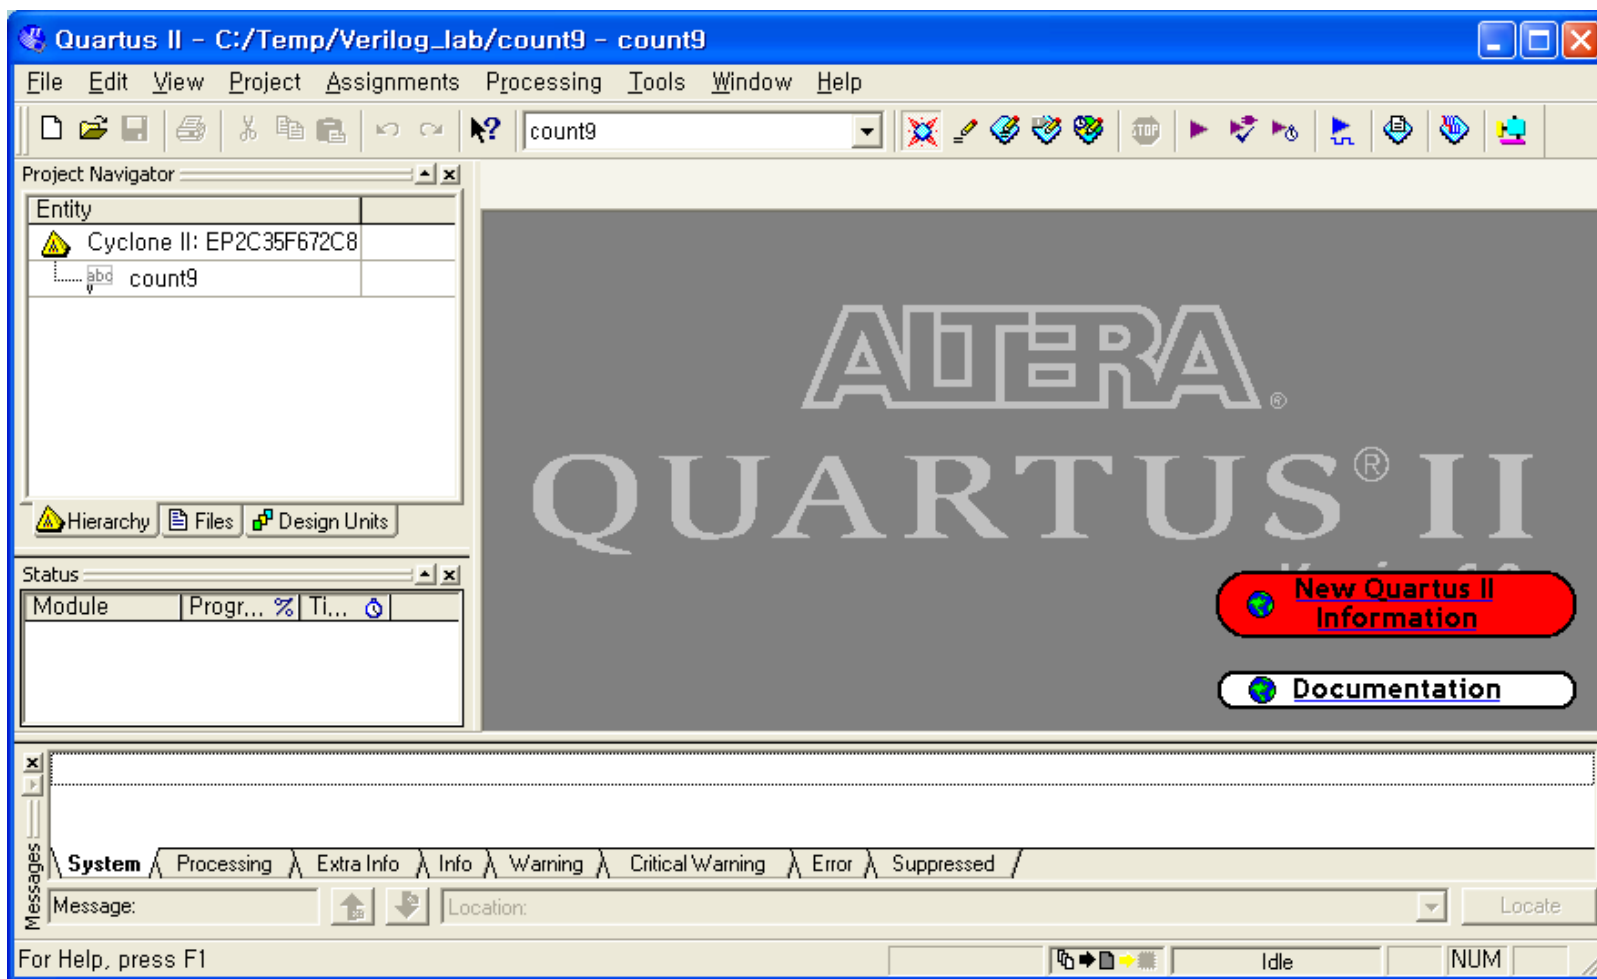 Quartus II - C:/Temp/Verilog_lab/count9 - count9
File Edit View Project Assignments Processing Tools Window Help
count9
STOP
Project Navigator
Entity
Cyclone II: EP2C35F672C8
abd
count9
Hierarchy Files Design Units
ALTERA®
QUARTUS® II
New Quartus II
Information
Documentation
Status
Module Progr... % Ti...
Messages
System Processing Extra Info Info Warning Critical Warning Error Suppressed
Message: Location: Locate
For Help, press F1 Idle NUM